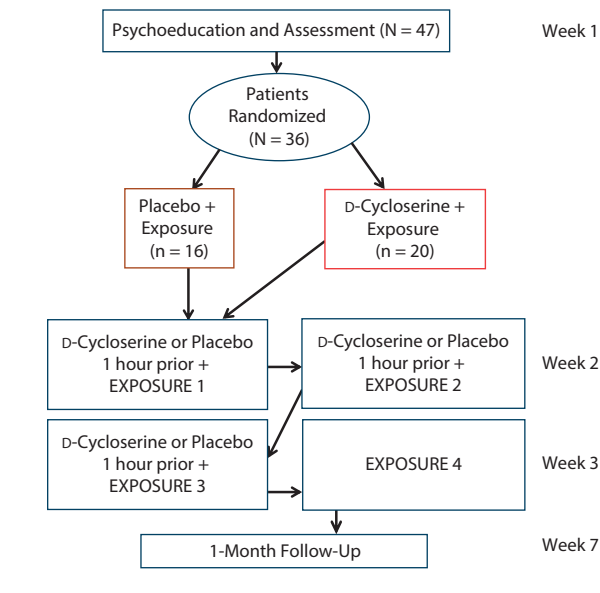 Psychoeducation and Assessment (N = 47)
Week 1
Patients
Randomized
(N = 36)
Placebo +
Exposure
(n = 16)
D-Cycloserine +
Exposure
(n = 20)
D-Cycloserine or Placebo
1 hour prior +
EXPOSURE 1
D-Cycloserine or Placebo
1 hour prior +
EXPOSURE 2
Week 2
D-Cycloserine or Placebo
1 hour prior +
EXPOSURE 3
EXPOSURE 4
Week 3
1-Month Follow-Up
Week 7